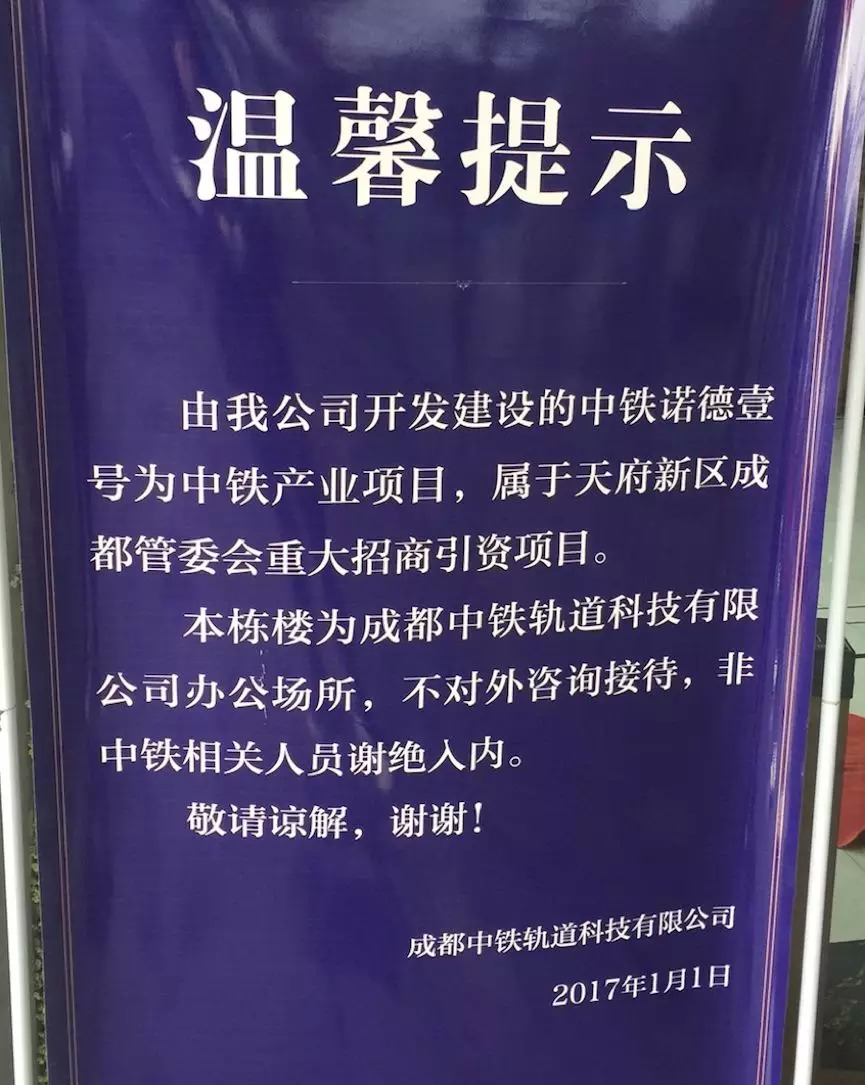 温馨提示
由我公司开发建设的中铁诺德壹
号为中铁产业项目，属于天府新区成
都管委会重大招商引资项目。
本栋楼为成都中铁轨道科技有限
公司办公场所，不对外咨询接待，非
中铁相关人员谢绝入内。
敬请谅解，谢谢！
成都中铁轨道科技有限公司
2017年1月1日